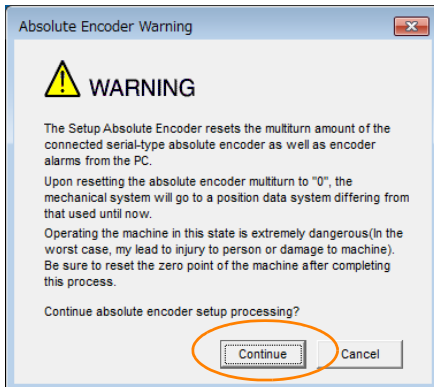 Absolute Encoder Warning
WARNING
The Setup Absolute Encoder resets the multiturn amount of the
connected serial-type absolute encoder as well as encoder
alarms from the PC.
Upon resetting the absolute encoder multiturn to "0", the
mechanical system will go to a position data system differing from
that used until now.
Operating the machine in this state is extremely dangerous(In the
worst case, my lead to injury to person or damage to machine).
Be sure to reset the zero point of the machine after completing
this process.
Continue absolute encoder setup processing?
Continue Cancel